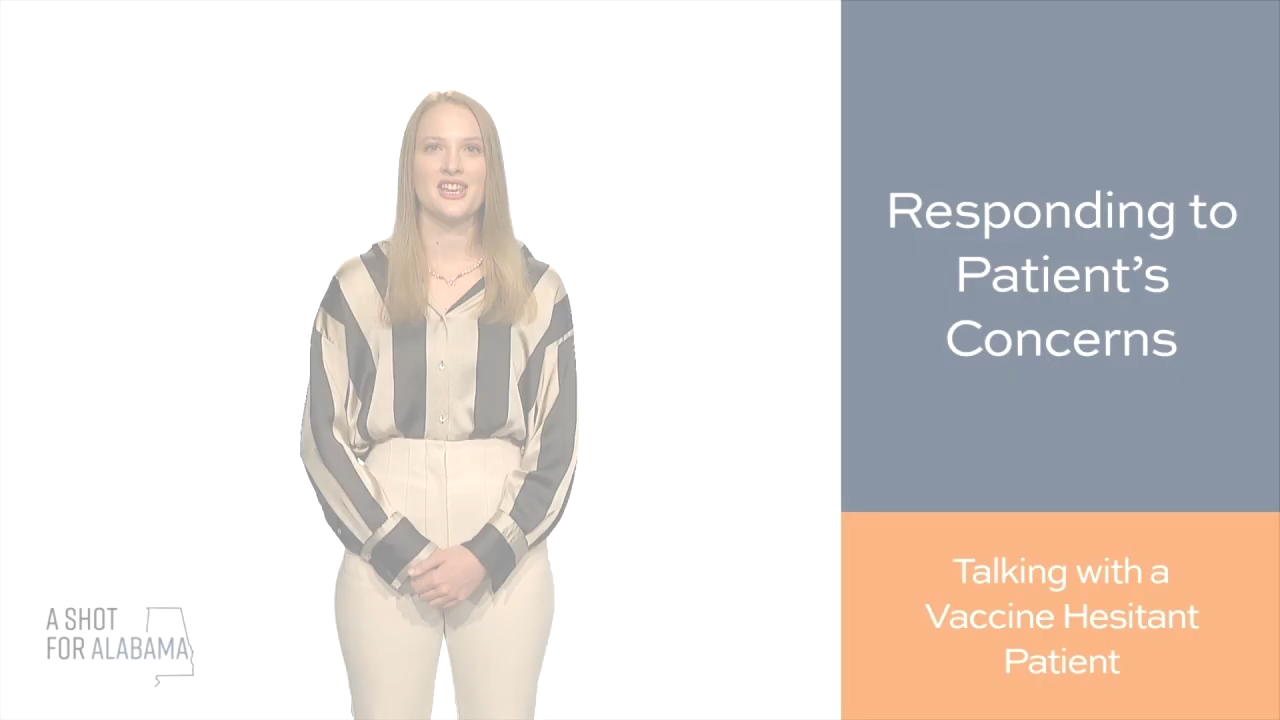 Responding to
Patient’s
Concerns
Talking with a
Vaccine Hesitant
Patient
A SHOT
FOR ALABAMA